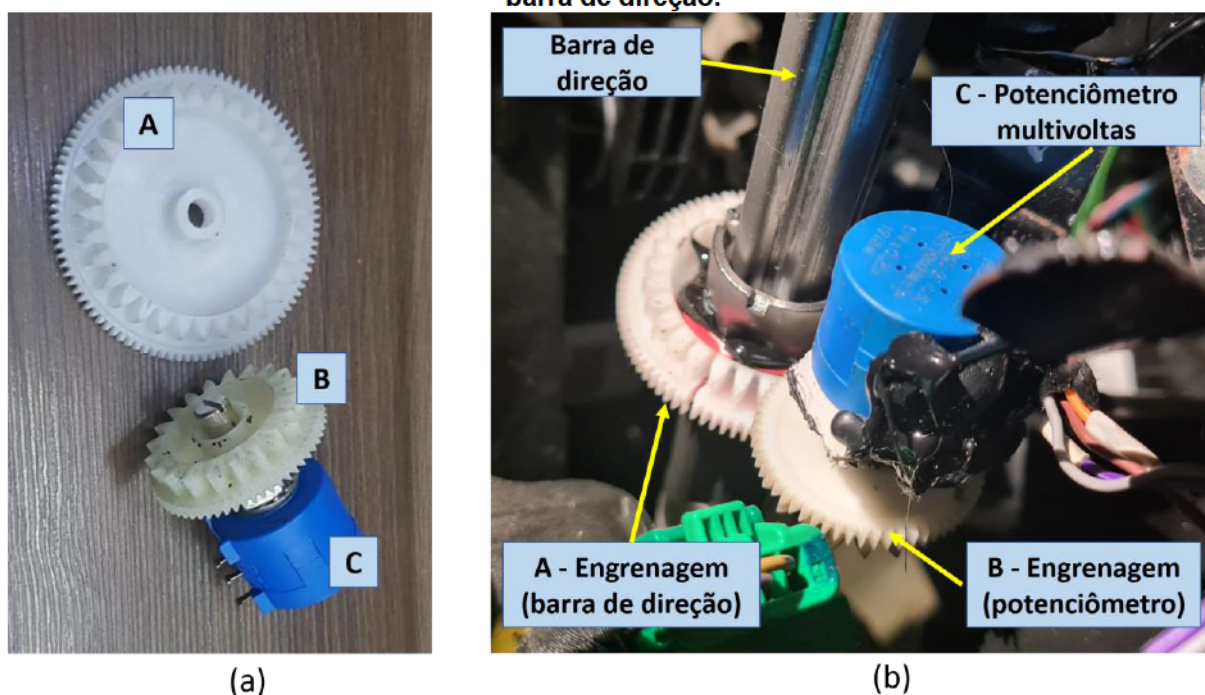 barra de direção.
A
B
C
(a)
Barra de
direção
C - Potenciômetro
multivoltas
A - Engrenagem
(barra de direção)
B - Engrenagem
(potenciômetro)
(b)